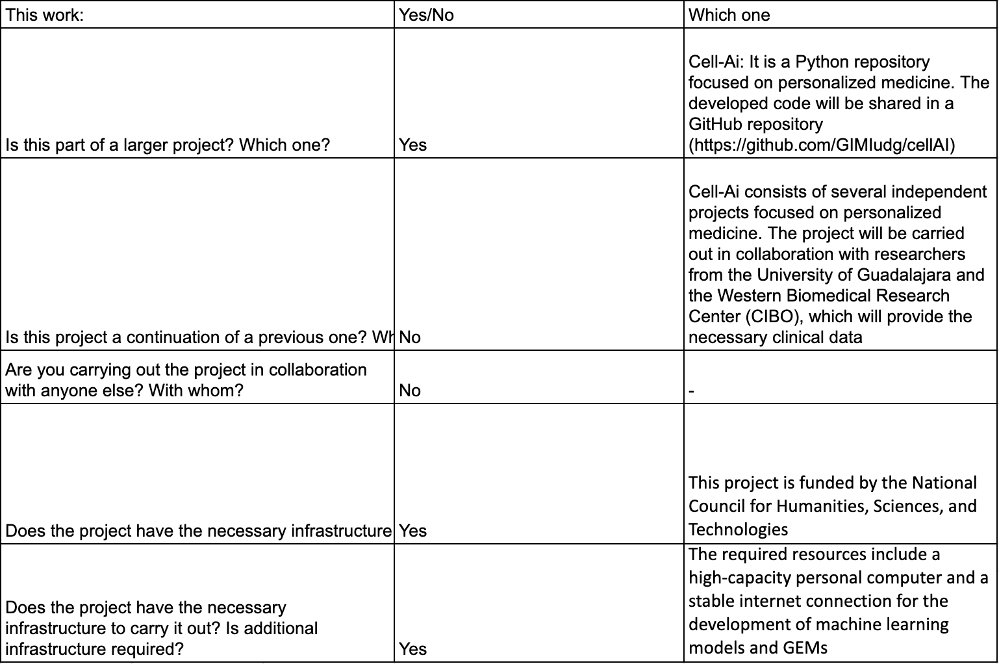 This work:
Yes/No
Which one
Is this part of a larger project? Which one?
Yes
Cell-Ai: It is a Python repository
focused on personalized medicine. The
developed code will be shared in a
GitHub repository
(https://github.com/GIMIudg/cellAI)
Is this project a continuation of a previous one? Wh
No
Cell-Ai consists of several independent
projects focused on personalized
medicine. The project will be carried
out in collaboration with researchers
from the University of Guadalajara and
the Western Biomedical Research
Center (CIBO), which will provide the
necessary clinical data
Are you carrying out the project in collaboration
with anyone else? With whom?
No
-
Does the project have the necessary infrastructure
Yes
This project is funded by the National
Council for Humanities, Sciences, and
Technologies
Does the project have the necessary
infrastructure to carry it out? Is additional
infrastructure required?
Yes
The required resources include a
high-capacity personal computer and a
stable internet connection for the
development of machine learning
models and GEMs